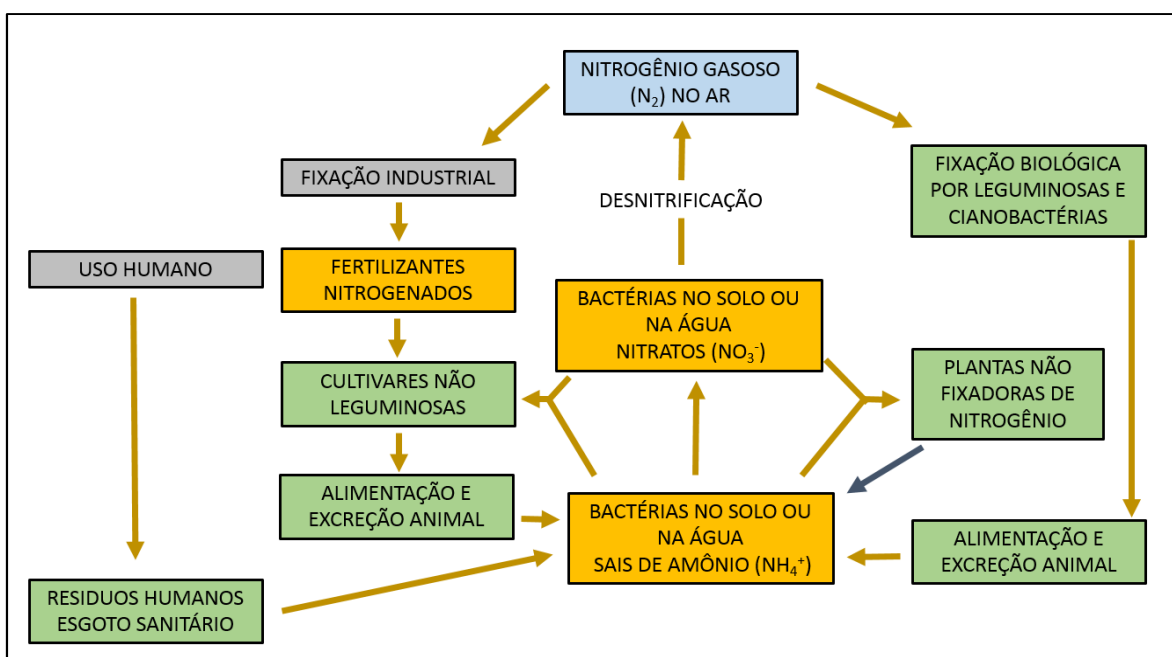 NITROGÊNIO GASOSO
(N₂) NO AR
FIXAÇÃO INDUSTRIAL
FIXAÇÃO BIOLÓGICA
POR LEGUMINOSAS E
CIANOBACTÉRIAS
DESNITRIFICAÇÃO
USO HUMANO
FERTILIZANTES
NITROGENADOS
BACTÉRIAS NO SOLO OU
NA ÁGUA
NITRATOS (NO₃⁻)
CULTIVARES NÃO
LEGUMINOSAS
PLANTAS NÃO
FIXADORAS DE
NITROGÊNIO
ALIMENTAÇÃO E
EXCREÇÃO ANIMAL
BACTÉRIAS NO SOLO OU
NA ÁGUA
SAIS DE AMÔNIO (NH₄⁺)
ALIMENTAÇÃO E
EXCREÇÃO ANIMAL
RESIDUOS HUMANOS
ESGOTO SANITÁRIO